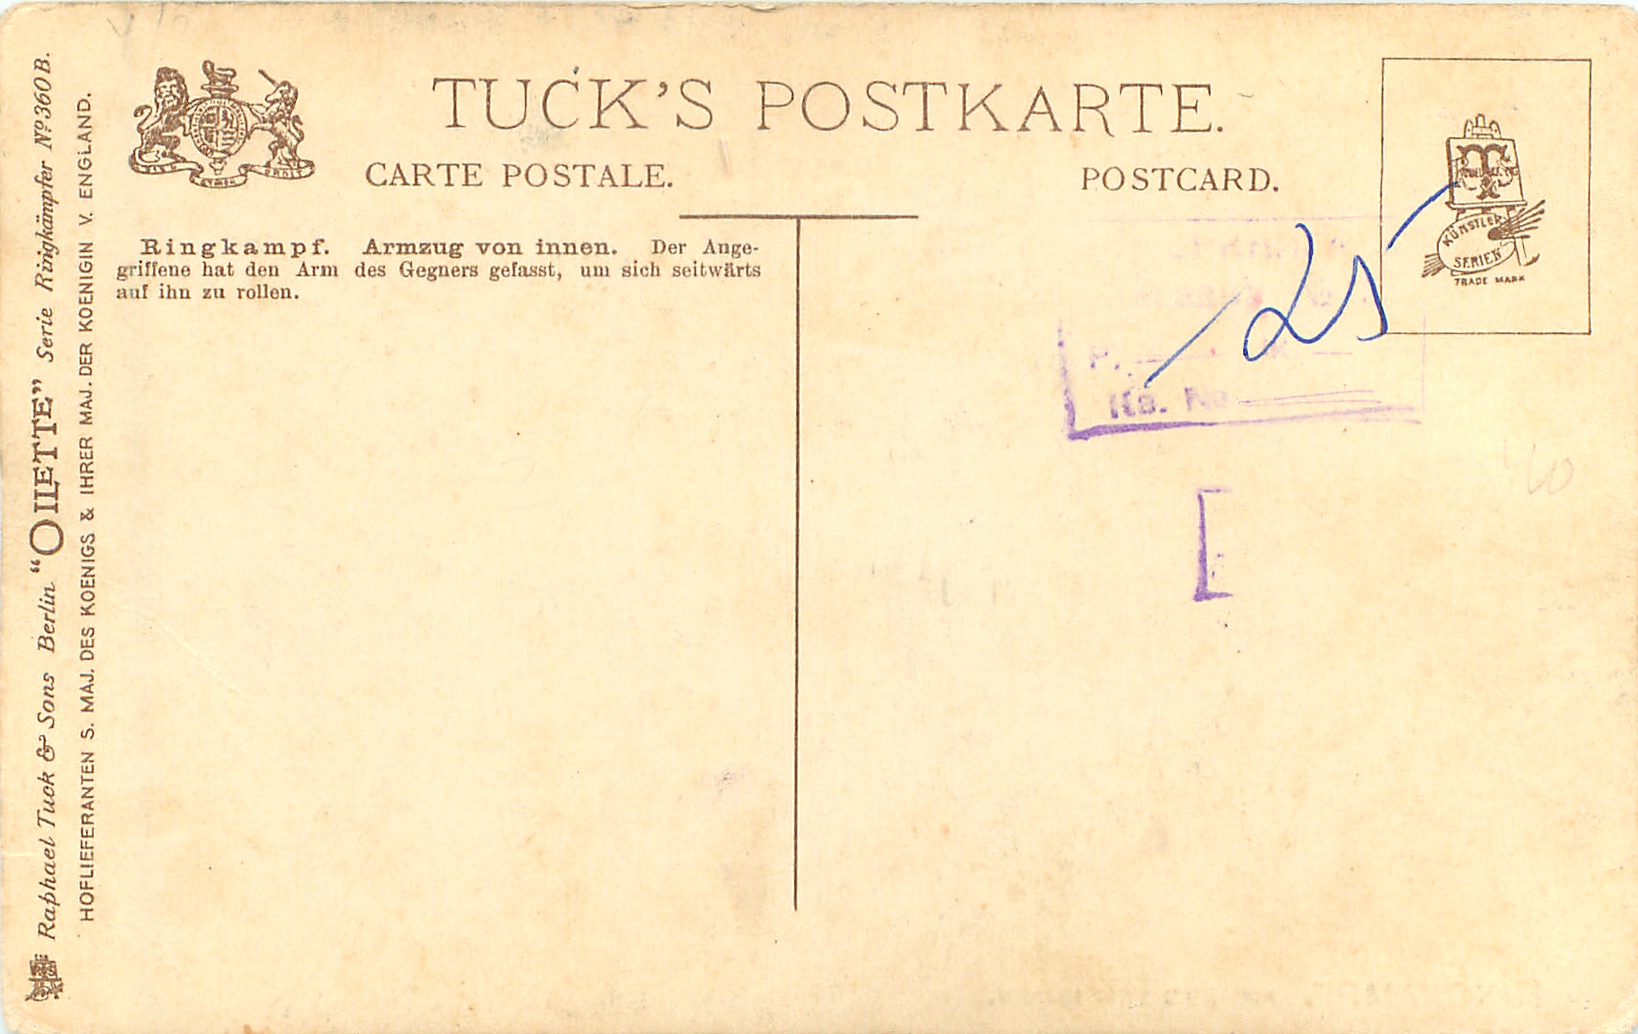 TUCK'S POSTKARTE.
CARTE POSTALE.
POSTCARD.
Ringkampf. Armzug von innen. Der Ange-
griffene hat den Arm des Gegners gefasst, um sich seitwärts
auf ihn zu rollen.
Raphael Tuck & Sons Berlin "OILETTE" Serie Ringkämpfer No 360 B.
HOFLIEFERANTEN S. MAJ. DES KOENIGS & IHRER MAJ. DER KOENIGIN V. ENGLAND.
KÜNSTLER
SERIEN
TRADE MARK
25
Ka. No